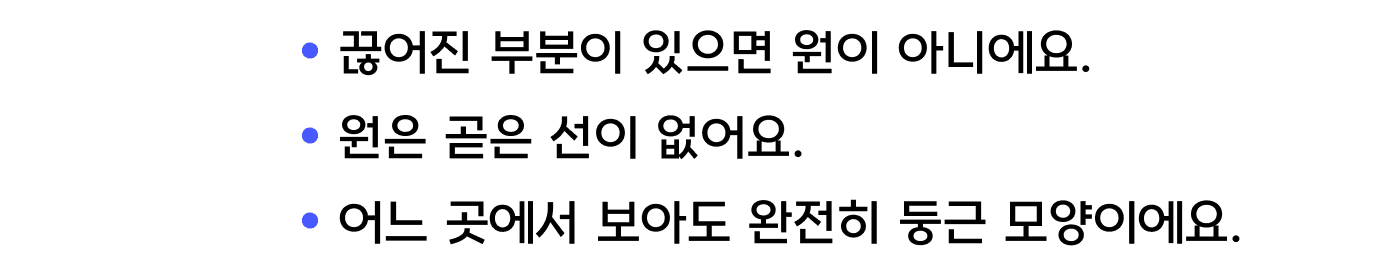 • 끊어진 부분이 있으면 원이 아니에요.
• 원은 곧은 선이 없어요.
• 어느 곳에서 보아도 완전히 둥근 모양이에요.